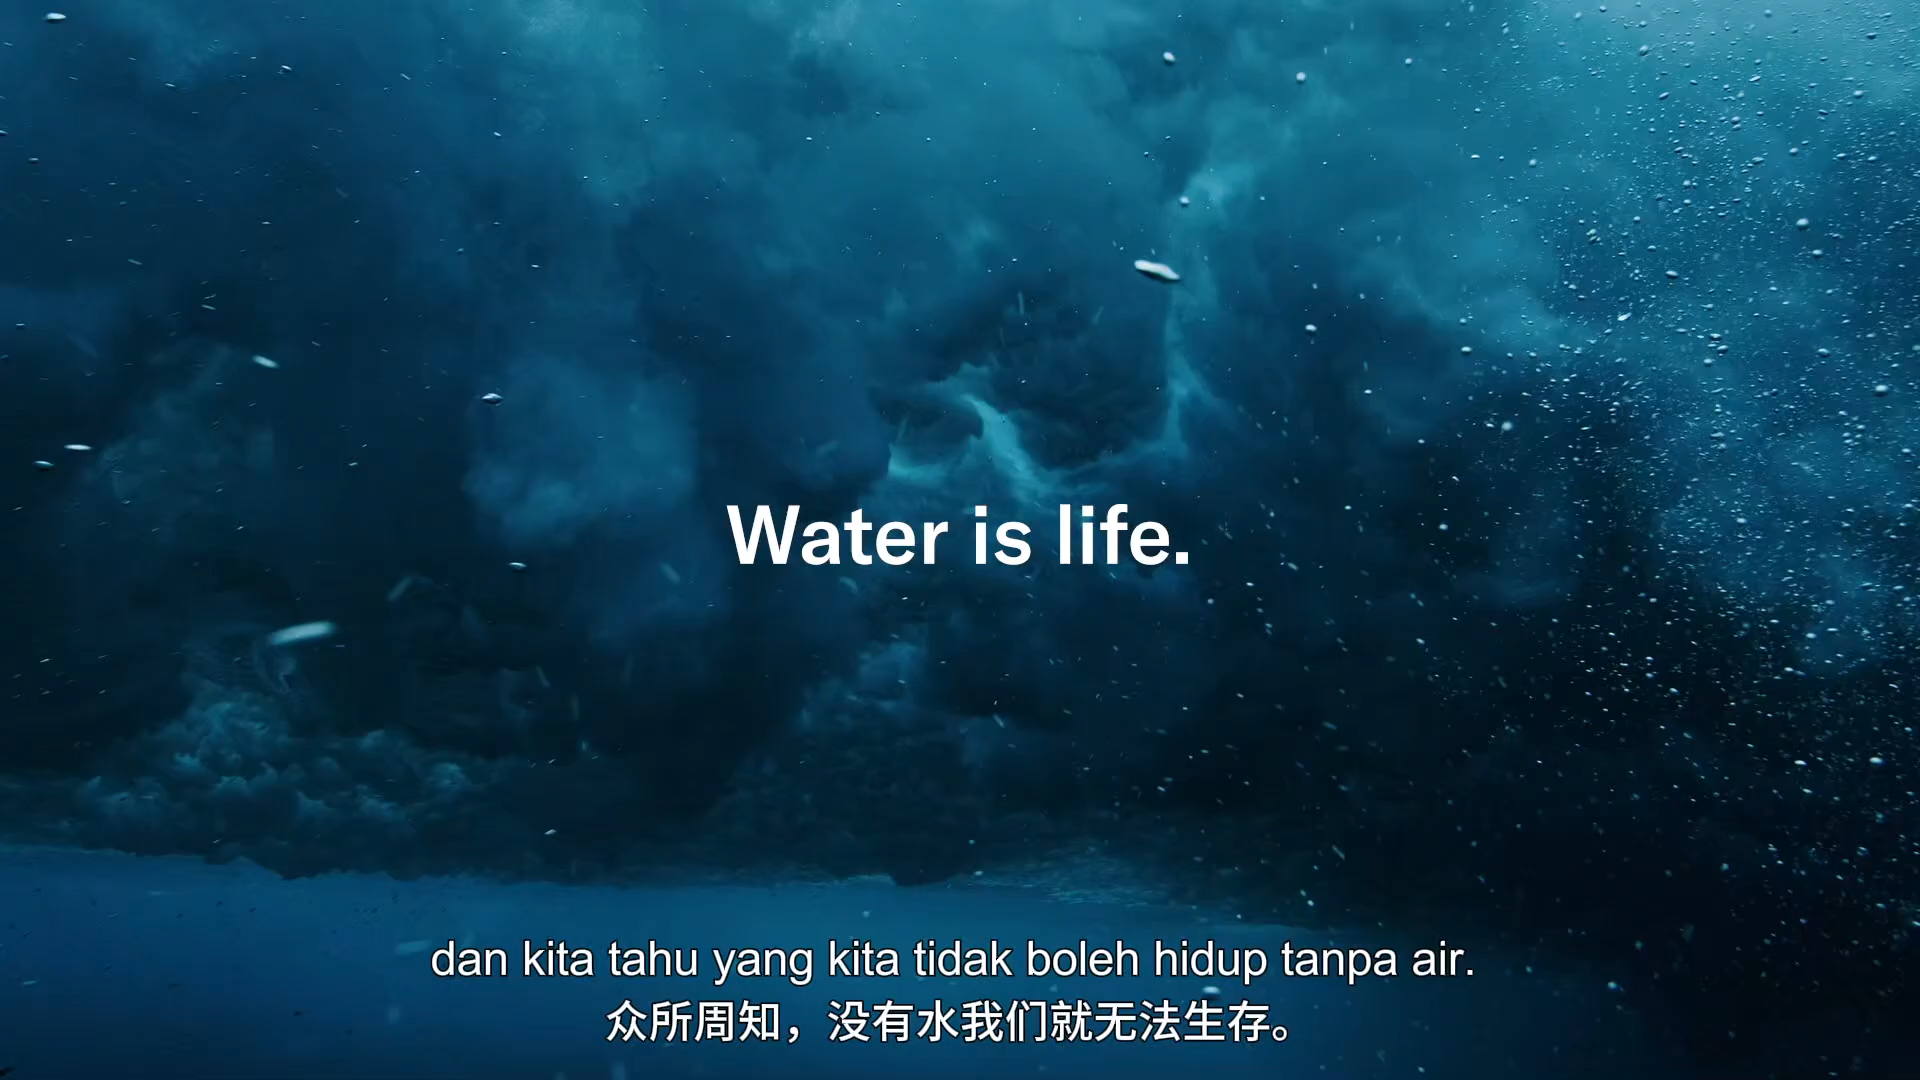 Water is life.
dan kita tahu yang kita tidak boleh hidup tanpa air.
众所周知，没有水我们就无法生存。